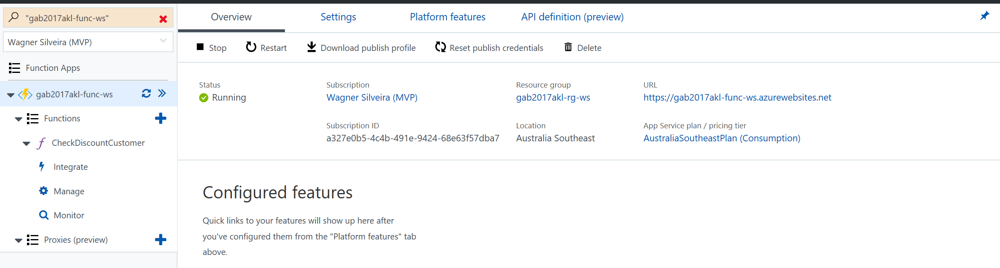 "gab2017akl-func-ws"
Wagner Silveira (MVP)
Function Apps
gab2017akl-func-ws
Functions
CheckDiscountCustomer
Integrate
Manage
Monitor
Proxies (preview)
Overview Settings Platform features API definition (preview)
Stop Restart Download publish profile Reset publish credentials Delete
Status Subscription Resource group URL
Running Wagner Silveira (MVP) gab2017akl-rg-ws https://gab2017akl-func-ws.azurewebsites.net
Subscription ID Location App Service plan / pricing tier
a327e0b5-4c4b-491e-9424-68e63f57dba7 Australia Southeast AustraliaSoutheastPlan (Consumption)
Configured features
Quick links to your features will show up here after
you've configured them from the "Platform features" tab
above.